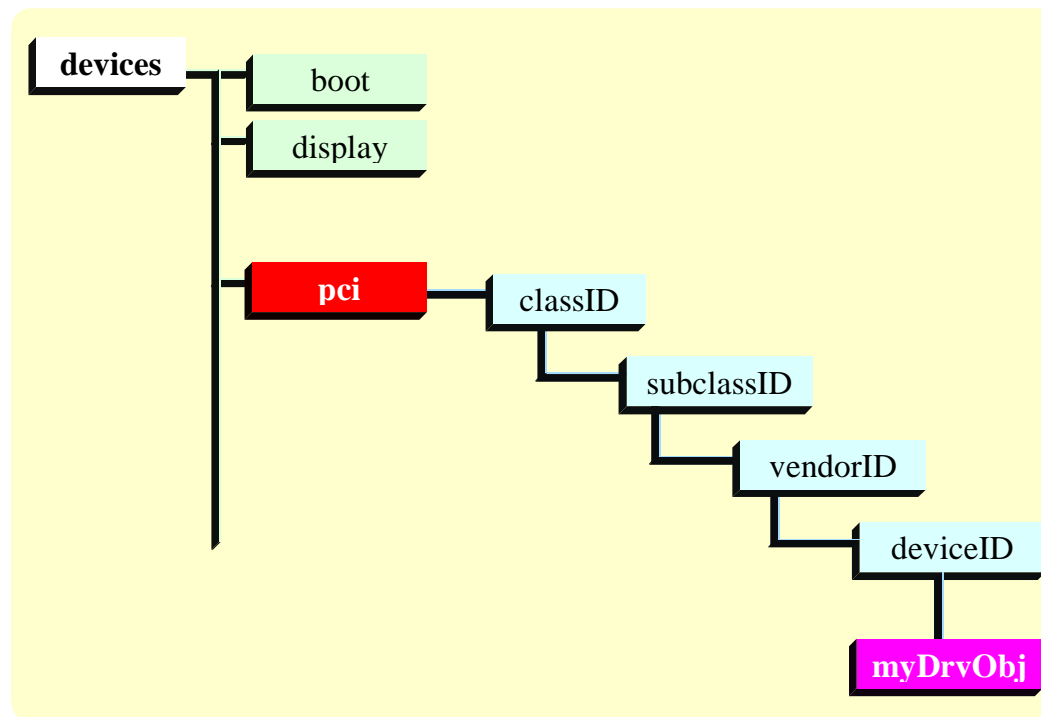 devices
boot
display
pci
classID
subclassID
vendorID
deviceID
myDrvObj